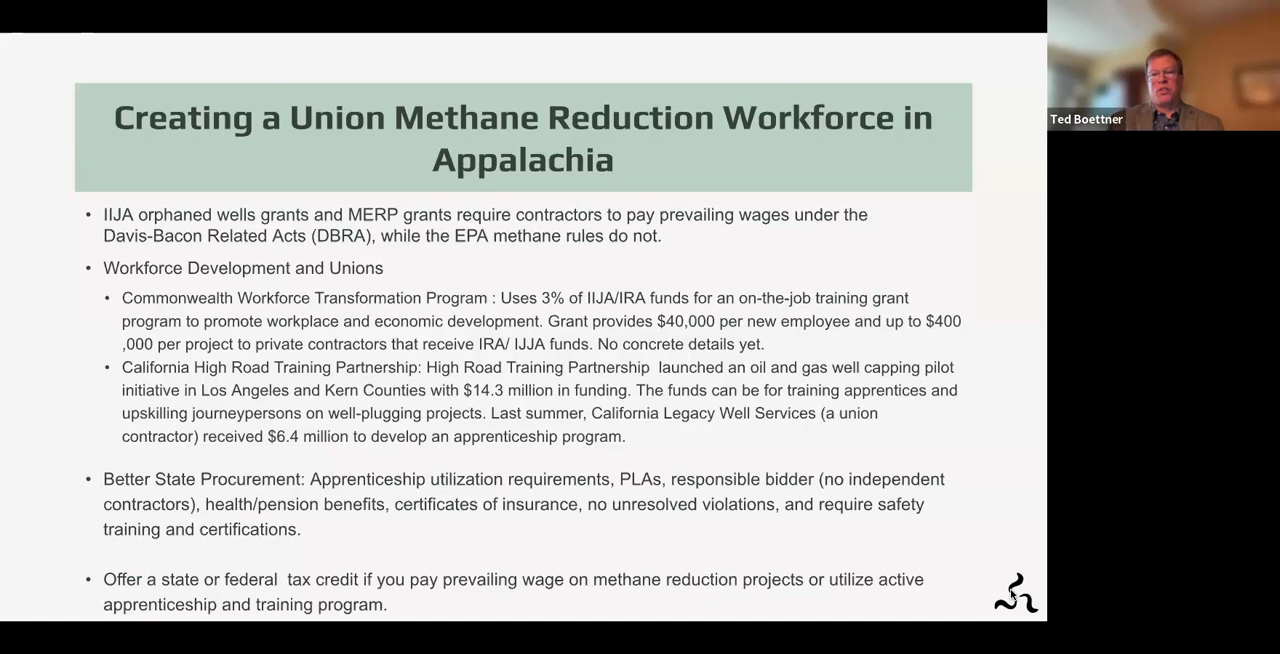 Creating a Union Methane Reduction Workforce in
Appalachia
Ted Boettner
• IIJA orphaned wells grants and MERP grants require contractors to pay prevailing wages under the
Davis-Bacon Related Acts (DBRA), while the EPA methane rules do not.
• Workforce Development and Unions
• Commonwealth Workforce Transformation Program : Uses 3% of IIJA/IRA funds for an on-the-job training grant
program to promote workplace and economic development. Grant provides $40,000 per new employee and up to $400
,000 per project to private contractors that receive IRA/ IJJA funds. No concrete details yet.
• California High Road Training Partnership: High Road Training Partnership launched an oil and gas well capping pilot
initiative in Los Angeles and Kern Counties with $14.3 million in funding. The funds can be for training apprentices and
upskilling journeypersons on well-plugging projects. Last summer, California Legacy Well Services (a union
contractor) received $6.4 million to develop an apprenticeship program.
• Better State Procurement: Apprenticeship utilization requirements, PLAs, responsible bidder (no independent
contractors), health/pension benefits, certificates of insurance, no unresolved violations, and require safety
training and certifications.
• Offer a state or federal tax credit if you pay prevailing wage on methane reduction projects or utilize active
apprenticeship and training program.